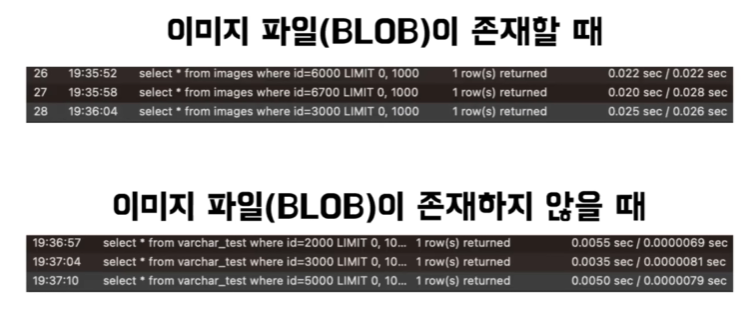 이미지 파일(BLOB)이 존재할 때
26 19:35:52 select * from images where id=6000 LIMIT 0, 1000 1 row(s) returned 0.022 sec / 0.022 sec
27 19:35:58 select * from images where id=6700 LIMIT 0, 1000 1 row(s) returned 0.020 sec / 0.028 sec
28 19:36:04 select * from images where id=3000 LIMIT 0, 1000 1 row(s) returned 0.025 sec / 0.026 sec
이미지 파일(BLOB)이 존재하지 않을 때
19:36:57 select * from varchar_test where id=2000 LIMIT 0, 10... 1 row(s) returned 0.0055 sec / 0.0000069 sec
19:37:04 select * from varchar_test where id=3000 LIMIT 0, 10... 1 row(s) returned 0.0035 sec / 0.0000081 sec
19:37:10 select * from varchar_test where id=5000 LIMIT 0, 10... 1 row(s) returned 0.0050 sec / 0.0000079 sec